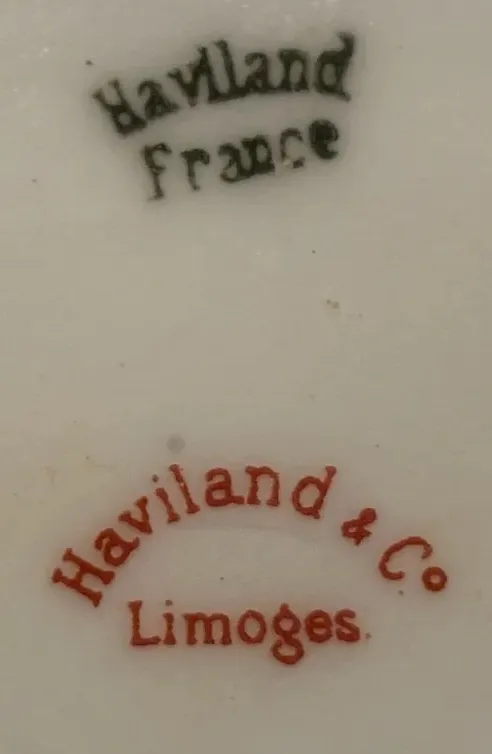 Haviland
France
Haviland & Co
Limoges.